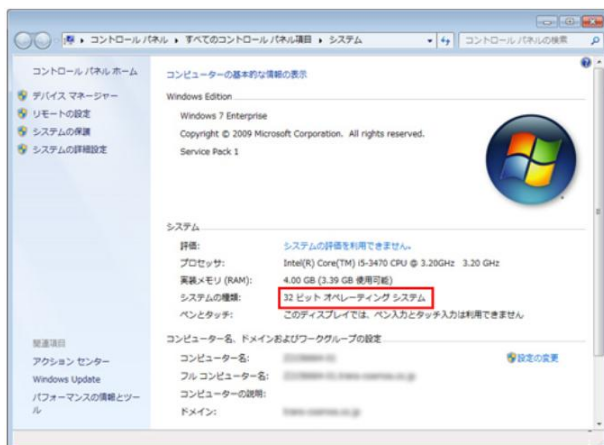 コントロール パネル ▸ すべてのコントロール パネル項目 ▸ システム
コントロール パネルの検索
コントロール パネル ホーム
デバイス マネージャー
リモートの設定
システムの保護
システムの詳細設定
コンピューターの基本的な情報の表示
Windows Edition
Windows 7 Enterprise
Copyright © 2009 Microsoft Corporation. All rights reserved.
Service Pack 1
システム
評価: システムの評価を利用できません。
プロセッサ: Intel(R) Core(TM) i5-3470 CPU @ 3.20GHz 3.20 GHz
実装メモリ (RAM): 4.00 GB (3.39 GB 使用可能)
システムの種類: 32 ビット オペレーティング システム
ペンとタッチ: このディスプレイでは、ペン入力とタッチ入力は利用できません
コンピューター名、ドメインおよびワークグループの設定
コンピューター名:
設定の変更
フル コンピューター名:
コンピューターの説明:
ドメイン:
関連項目
アクション センター
Windows Update
パフォーマンスの情報とツー
ル